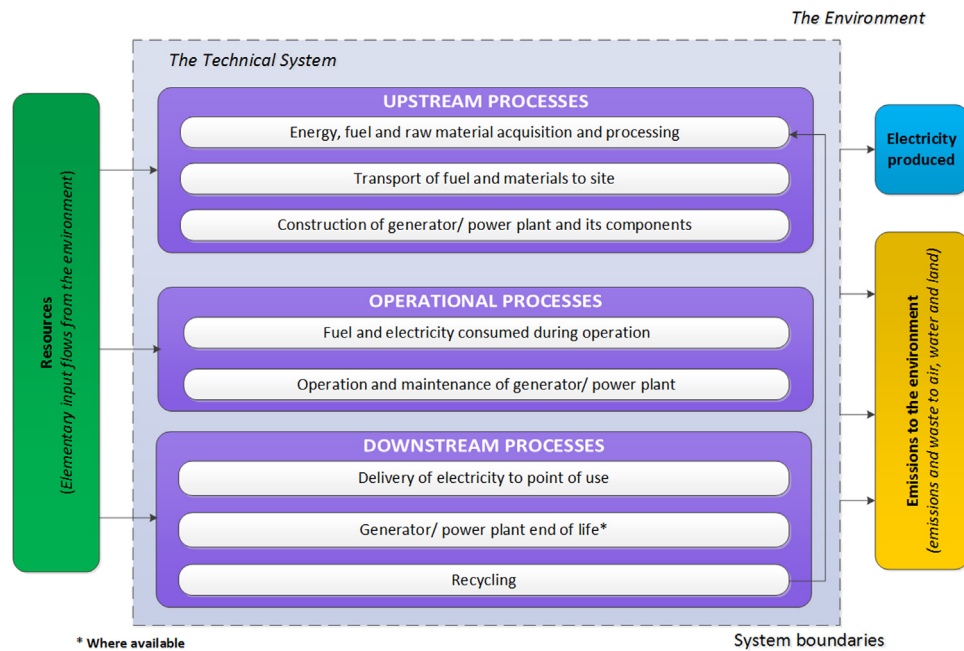 The Environment
The Technical System
UPSTREAM PROCESSES
Energy, fuel and raw material acquisition and processing
Transport of fuel and materials to site
Construction of generator/ power plant and its components
OPERATIONAL PROCESSES
Fuel and electricity consumed during operation
Operation and maintenance of generator/ power plant
DOWNSTREAM PROCESSES
Delivery of electricity to point of use
Generator/ power plant end of life*
Recycling
Resources
(Elementary input flows from the environment)
Electricity
produced
Emissions to the environment
(emissions and waste to air, water and land)
* Where available
System boundaries